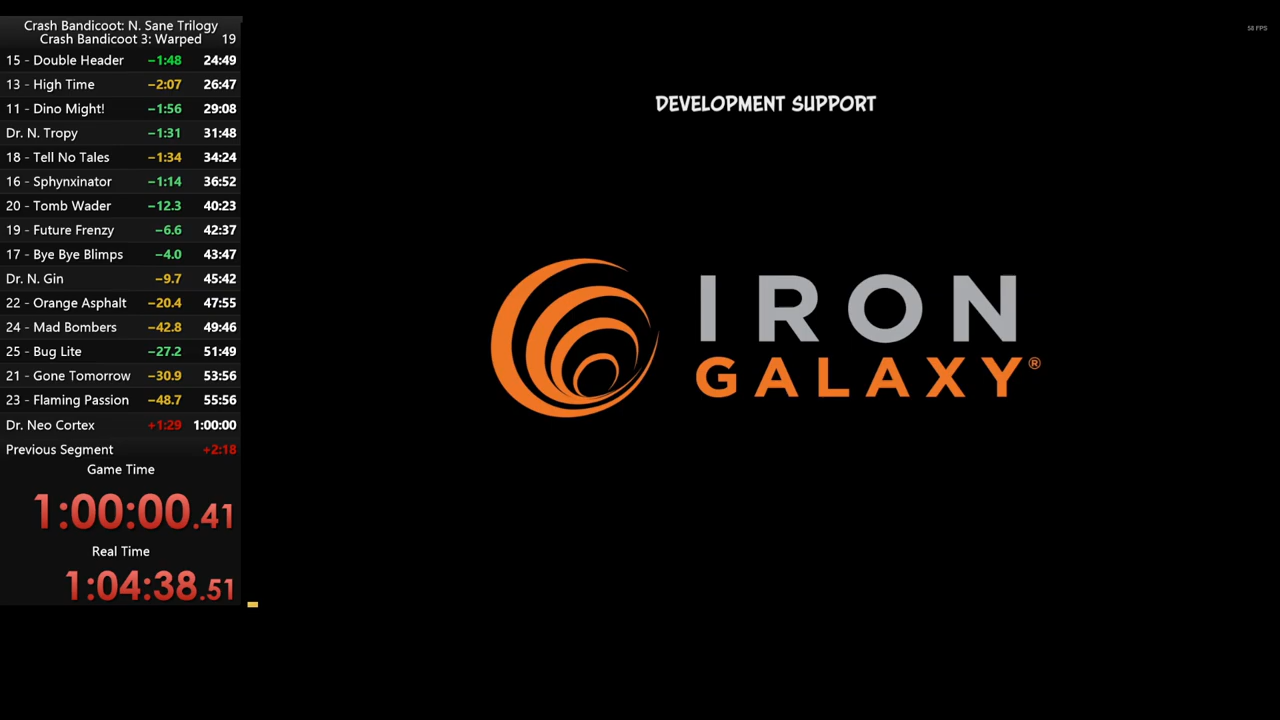 Crash Bandicoot: N. Sane Trilogy
Crash Bandicoot 3: Warped 19
15 - Double Header −1:48 24:49
13 - High Time −2:07 26:47
11 - Dino Might! −1:56 29:08
Dr. N. Tropy −1:31 31:48
18 - Tell No Tales −1:34 34:24
16 - Sphynxinator −1:14 36:52
20 - Tomb Wader −12.3 40:23
19 - Future Frenzy −6.6 42:37
17 - Bye Bye Blimps −4.0 43:47
Dr. N. Gin −9.7 45:42
22 - Orange Asphalt −20.4 47:55
24 - Mad Bombers −42.8 49:46
25 - Bug Lite −27.2 51:49
21 - Gone Tomorrow −30.9 53:56
23 - Flaming Passion −48.7 55:56
Dr. Neo Cortex +1:29 1:00:00
Previous Segment +2:18
Game Time
1:00:00.41
Real Time
1:04:38.51
58 FPS
DEVELOPMENT SUPPORT
IRON
GALAXY®